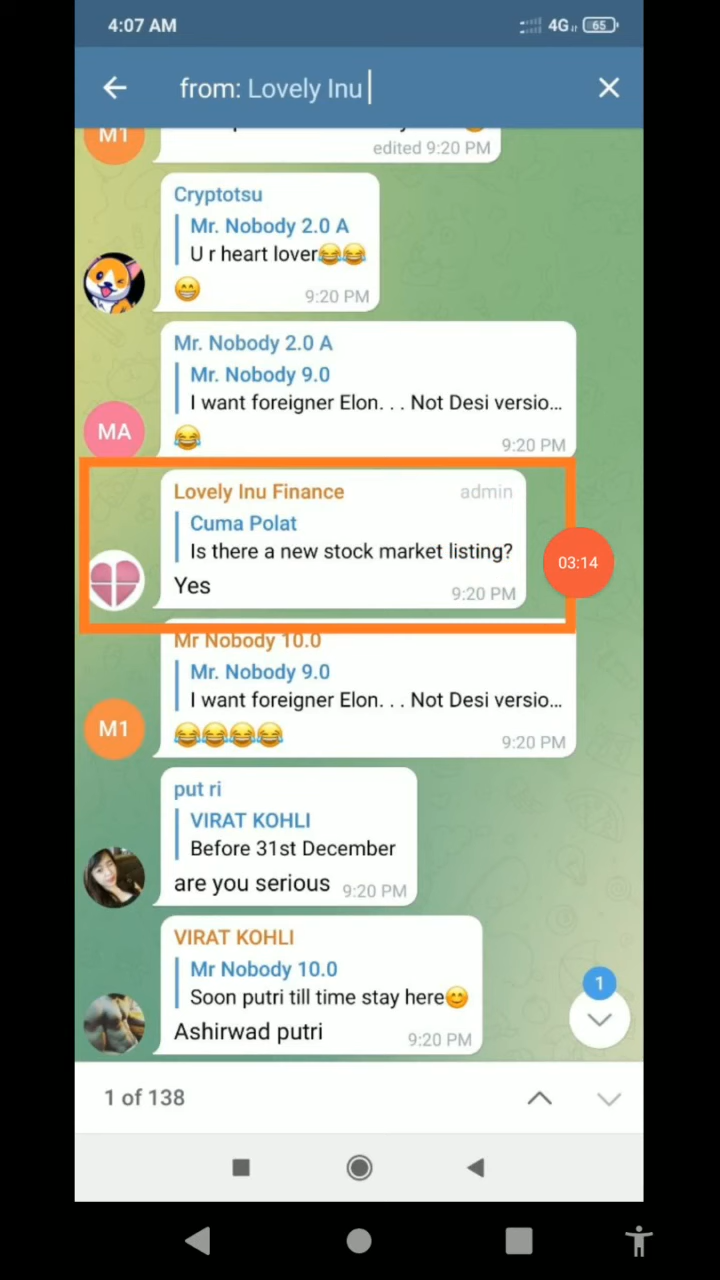 4:07 AM
4G 65
from: Lovely Inu
M1
edited 9:20 PM
Cryptotsu
Mr. Nobody 2.0 A
U r heart lover😂😂
😁
9:20 PM
Mr. Nobody 2.0 A
Mr. Nobody 9.0
I want foreigner Elon. . . Not Desi versio...
😂
MA
9:20 PM
Lovely Inu Finance admin
Cuma Polat
Is there a new stock market listing?
Yes
9:20 PM
03:14
Mr Nobody 10.0
Mr. Nobody 9.0
I want foreigner Elon. . . Not Desi versio...
😂😂😂😂
M1
9:20 PM
put ri
VIRAT KOHLI
Before 31st December
are you serious 9:20 PM
VIRAT KOHLI
Mr Nobody 10.0
Soon putri till time stay here😊
Ashirwad putri
9:20 PM
1
1 of 138